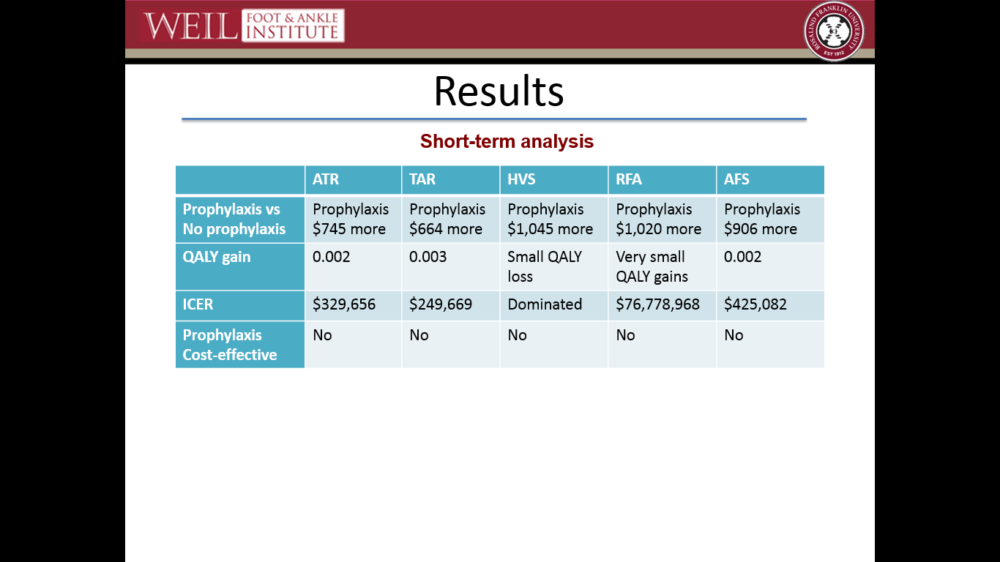 WEIL FOOT & ANKLE
INSTITUTE
ROSALIND FRANKLIN UNIVERSITY
EST 1912
Results
Short-term analysis
ATR TAR HVS RFA AFS
Prophylaxis vs Prophylaxis Prophylaxis Prophylaxis Prophylaxis Prophylaxis
No prophylaxis $745 more $664 more $1,045 more $1,020 more $906 more
QALY gain 0.002 0.003 Small QALY Very small 0.002
loss QALY gains
ICER $329,656 $249,669 Dominated $76,778,968 $425,082
Prophylaxis No No No No No
Cost-effective